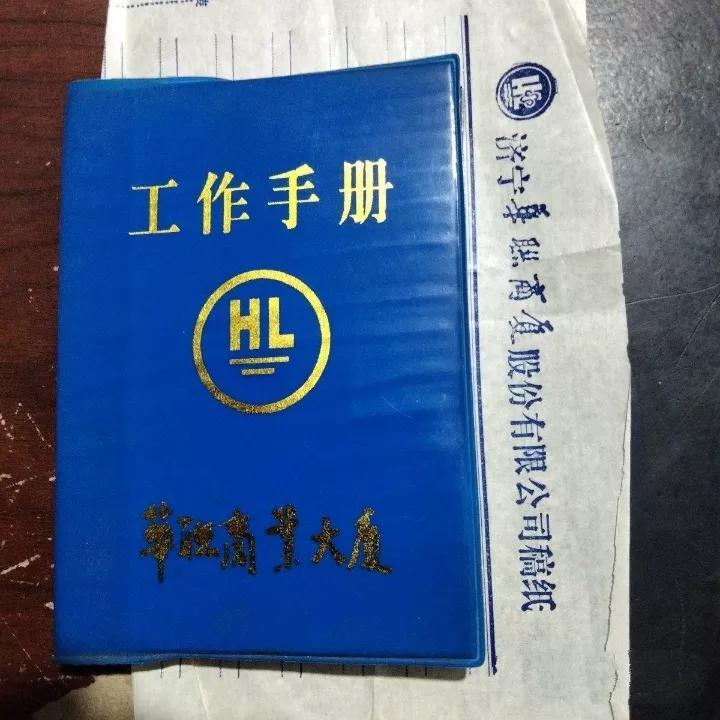 工作手册
HL
华联商业大厦
济宁华联商厦股份有限公司稿纸